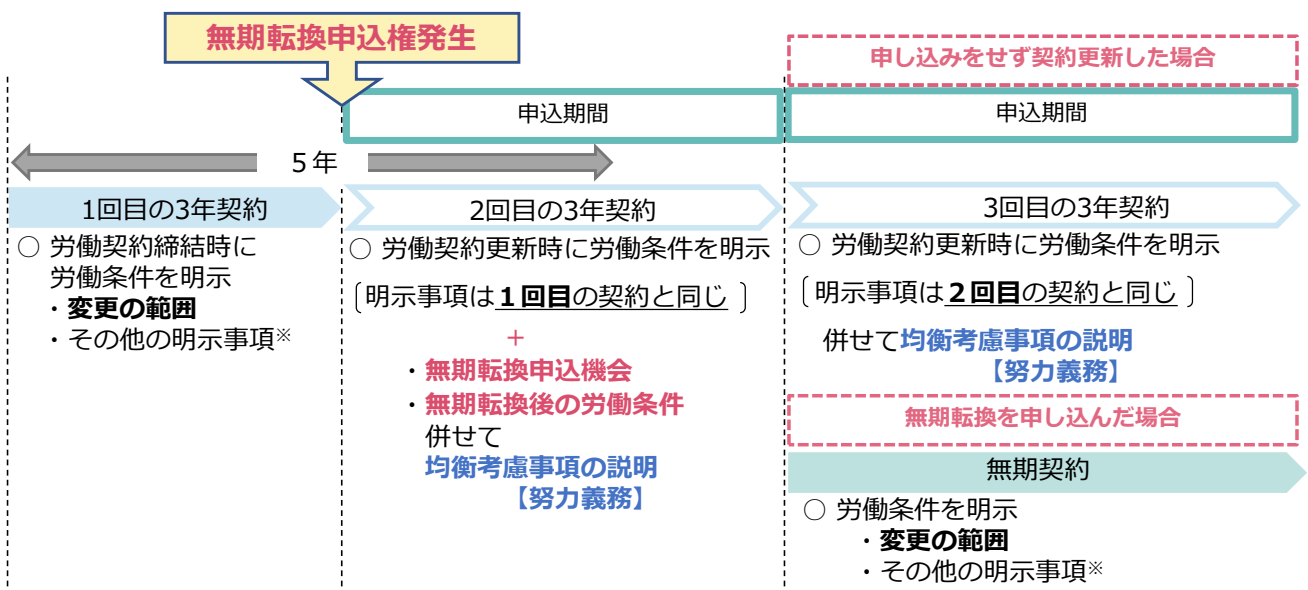 無期転換申込権発生
申し込みをせず契約更新した場合
申込期間
申込期間
5年
1回目の3年契約
○ 労働契約締結時に
労働条件を明示
・変更の範囲
・その他の明示事項※
2回目の3年契約
○ 労働契約更新時に労働条件を明示
〔明示事項は１回目の契約と同じ 〕
＋
・無期転換申込機会
・無期転換後の労働条件
併せて
均衡考慮事項の説明
【努力義務】
3回目の3年契約
○ 労働契約更新時に労働条件を明示
〔明示事項は２回目の契約と同じ 〕
併せて均衡考慮事項の説明
【努力義務】
無期転換を申し込んだ場合
無期契約
○ 労働条件を明示
・変更の範囲
・その他の明示事項※